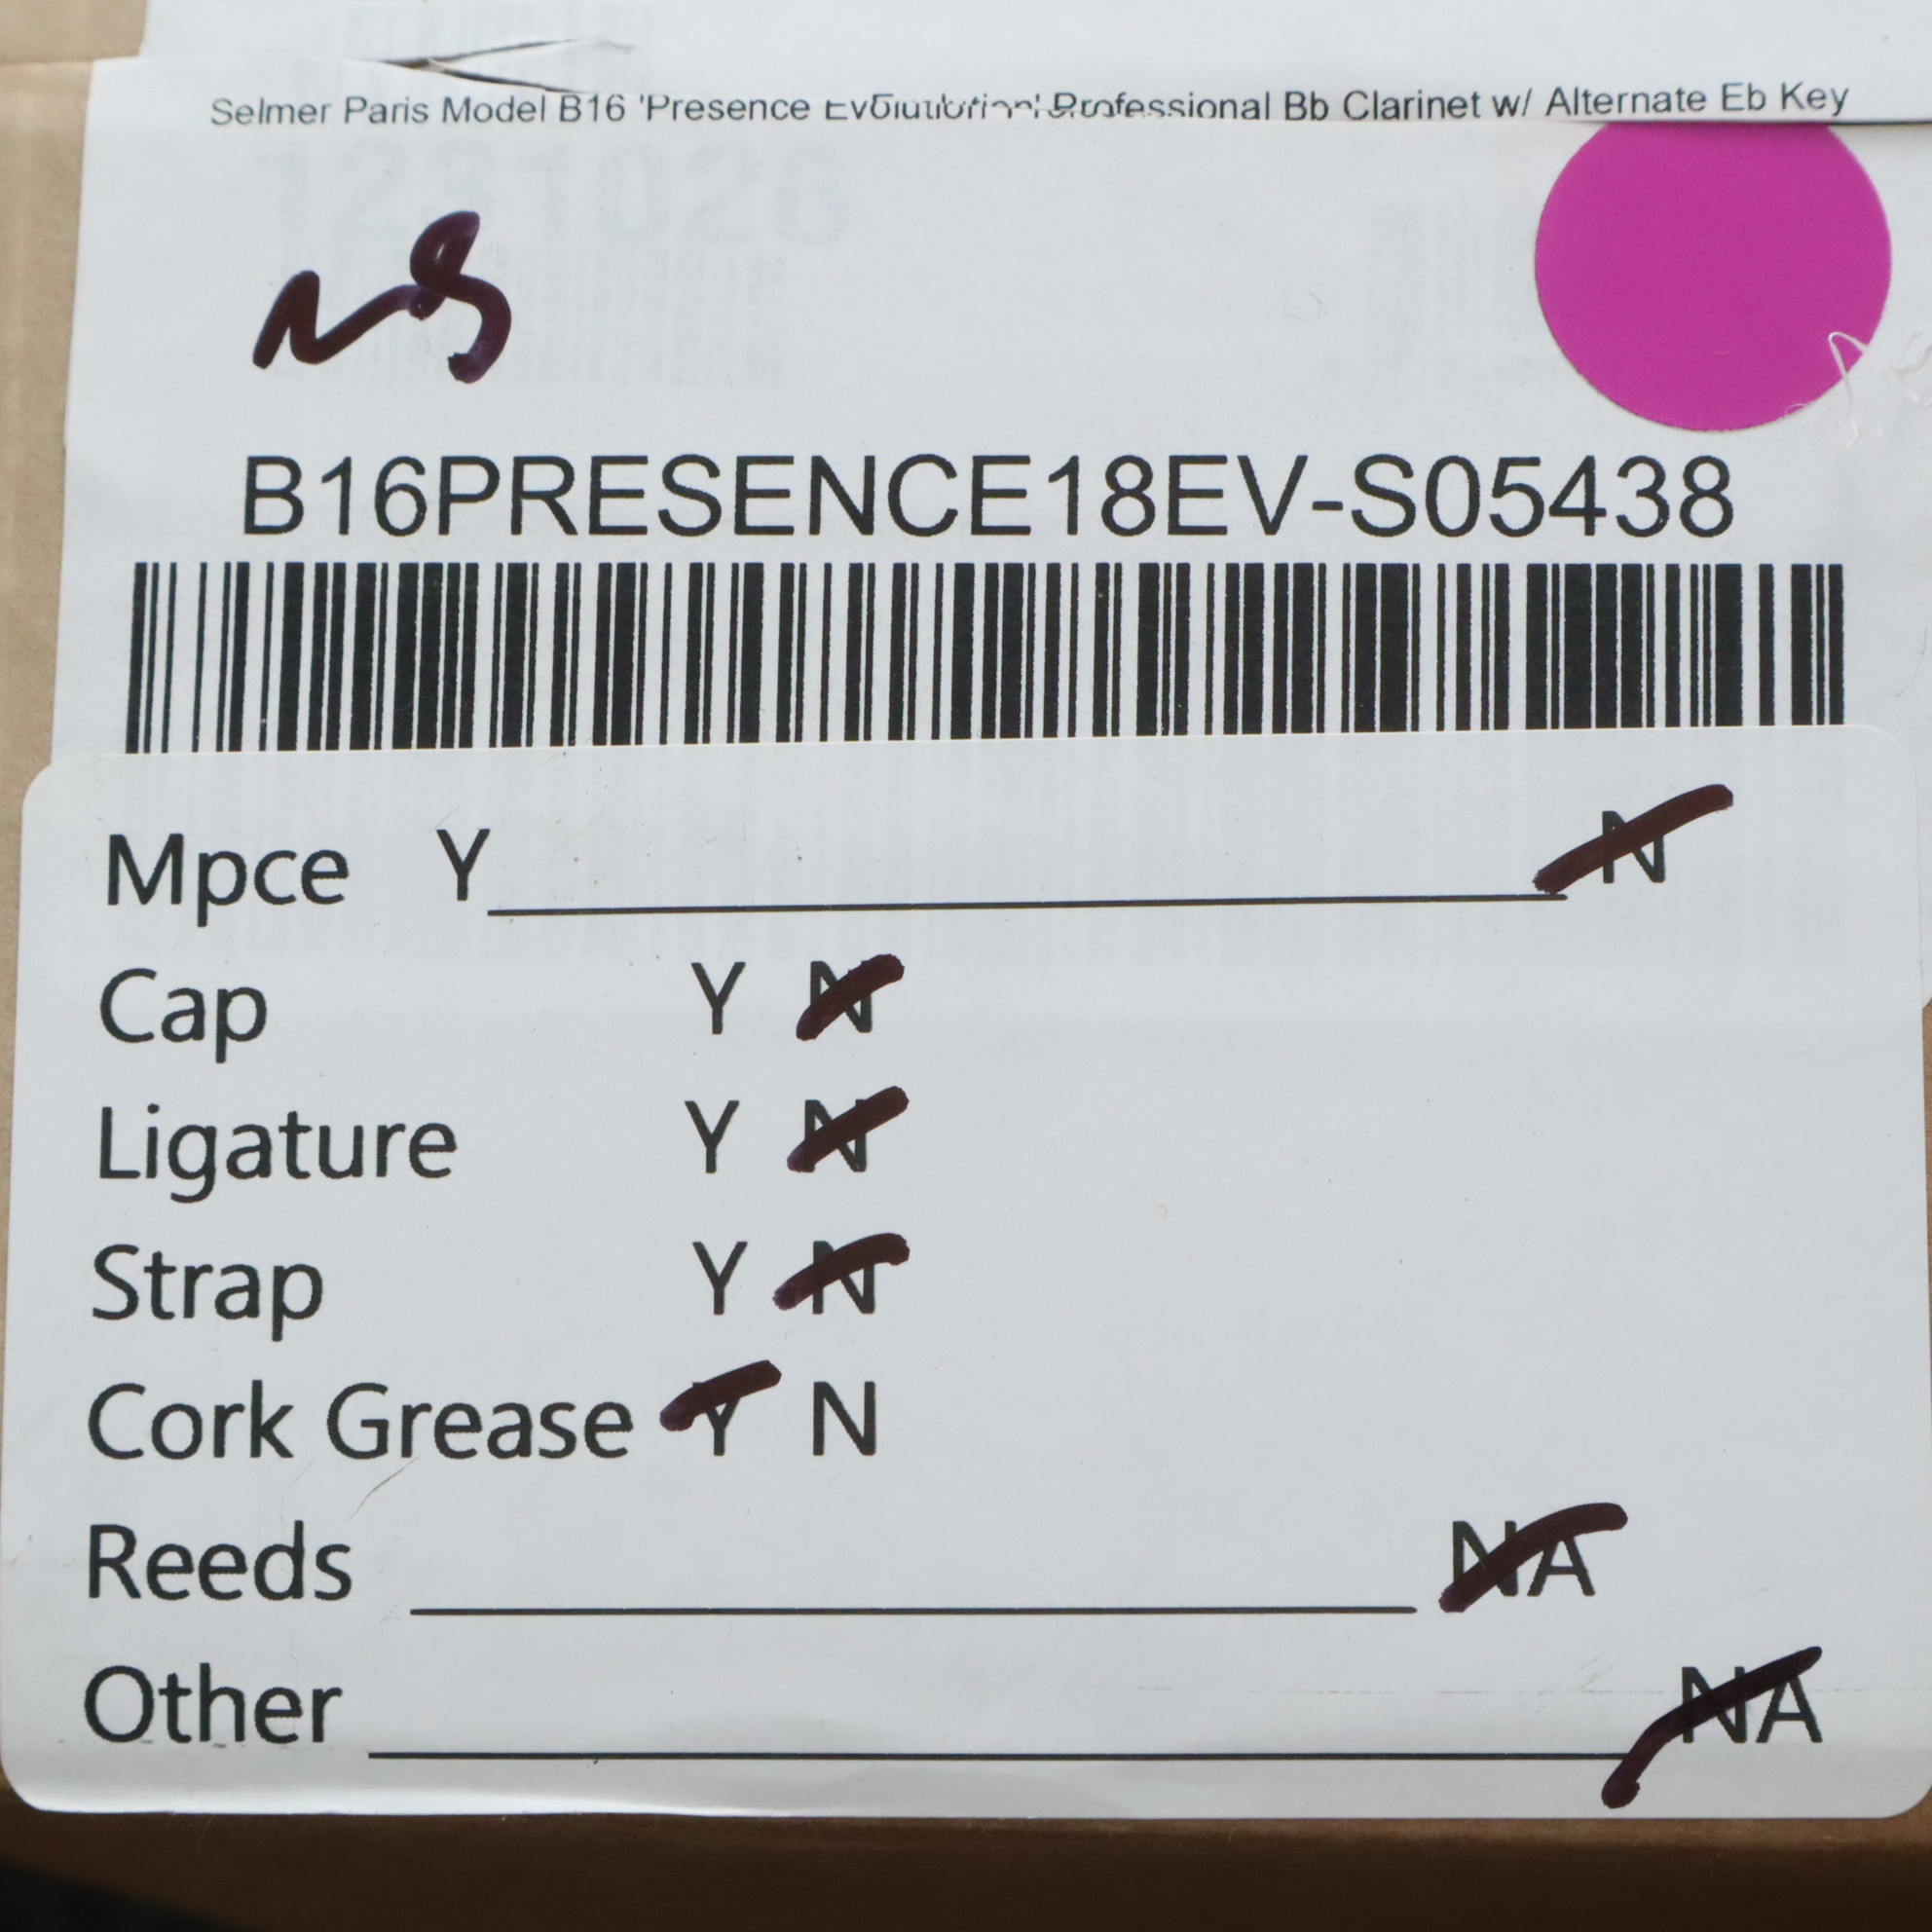 Selmer Paris Model B16 'Presence Evolution' Professional Bb Clarinet w/ Alternate Eb Key
B16PRESENCE18EV-S05438
Mpce Y N
Cap Y N
Ligature Y N
Strap Y N
Cork Grease Y N
Reeds NA
Other NA